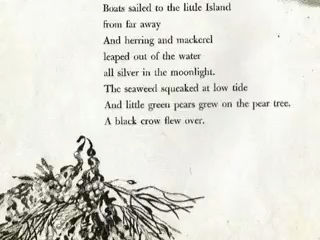 Boats sailed to the little Island
from far away
And herring and mackerel
leaped out of the water
all silver in the moonlight.
The seaweed squeaked at low tide
And little green pears grew on the pear tree.
A black crow flew over.